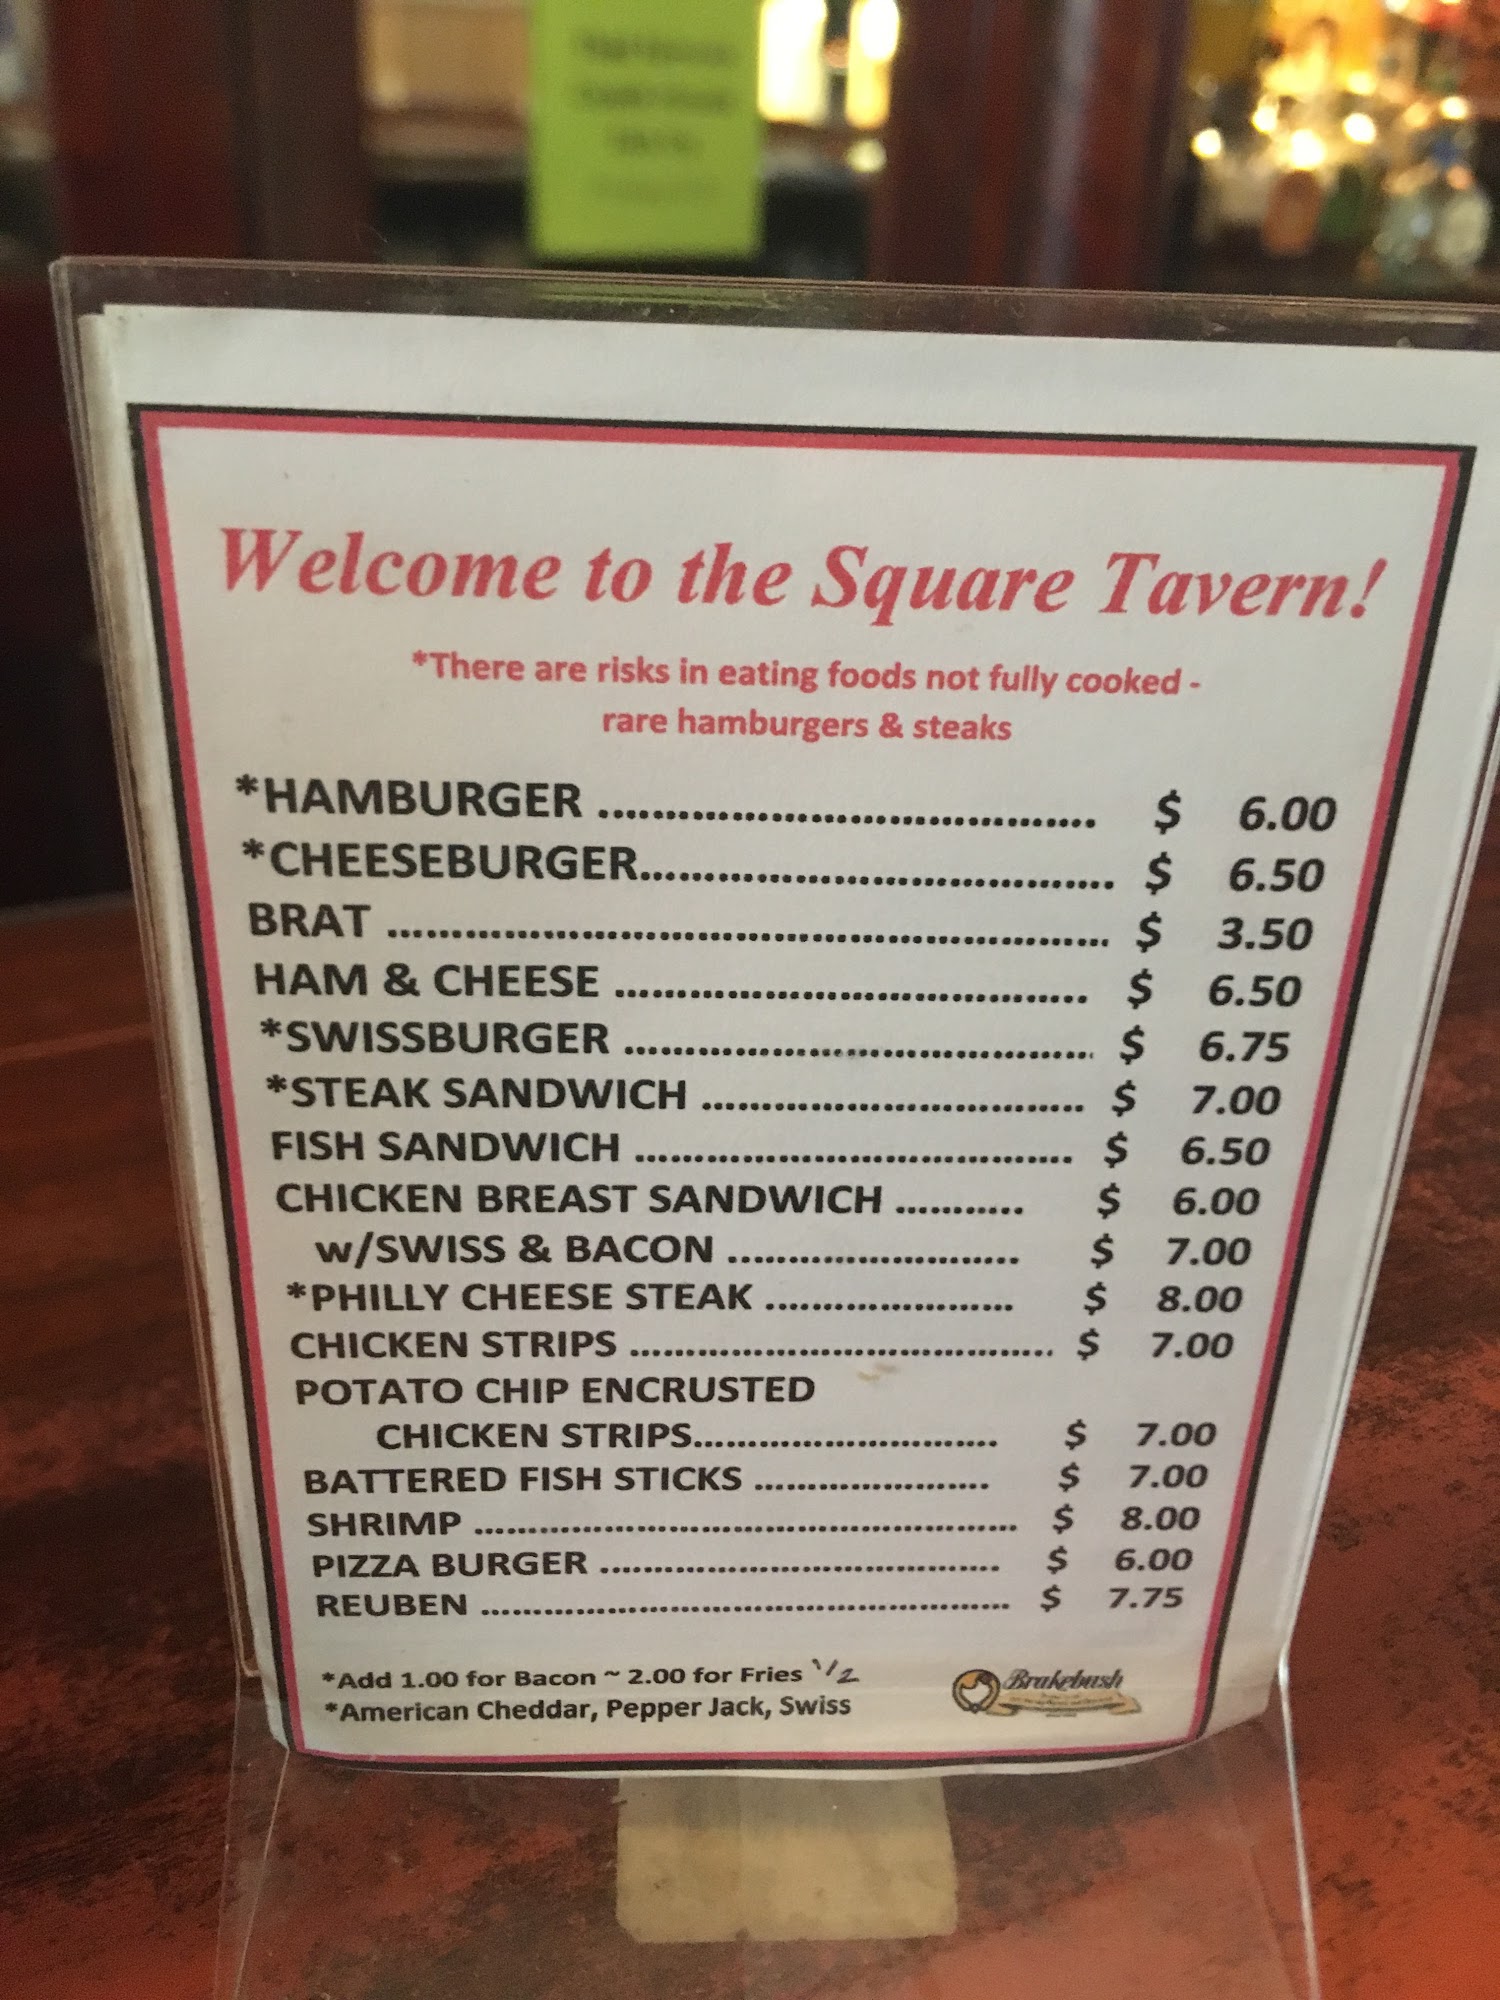 Welcome to the Square Tavern!
*There are risks in eating foods not fully cooked -
rare hamburgers & steaks
*HAMBURGER ........................................ $ 6.00
*CHEESEBURGER...................................... $ 6.50
BRAT .......................................................... $ 3.50
HAM & CHEESE ...................................... $ 6.50
*SWISSBURGER ...................................... $ 6.75
*STEAK SANDWICH ................................ $ 7.00
FISH SANDWICH ..................................... $ 6.50
CHICKEN BREAST SANDWICH ........... $ 6.00
w/SWISS & BACON ......................... $ 7.00
*PHILLY CHEESE STEAK ..................... $ 8.00
CHICKEN STRIPS .................................... $ 7.00
POTATO CHIP ENCRUSTED
CHICKEN STRIPS.......................... $ 7.00
BATTERED FISH STICKS .................... $ 7.00
SHRIMP ............................................... $ 8.00
PIZZA BURGER ................................... $ 6.00
REUBEN .............................................. $ 7.75
*Add 1.00 for Bacon ~ 2.00 for Fries 1/2
*American Cheddar, Pepper Jack, Swiss
Brakebush